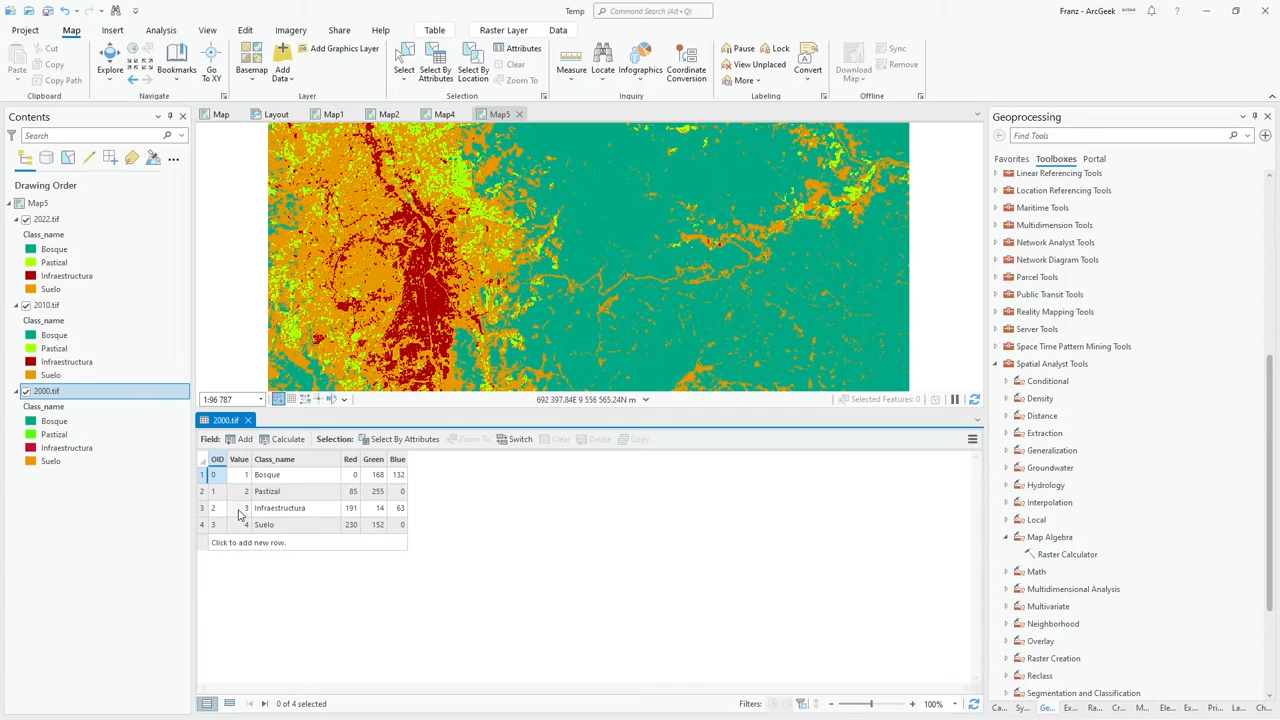 Temp
Command Search (Alt+Q)
Franz - ArcGeek
?
Project Map Insert Analysis View Edit Imagery Share Help Table Raster Layer Data
Paste
Cut
Copy
Copy Path
Clipboard
Explore
Bookmarks
Go To XY
Navigate
Basemap
Add Data
Add Graphics Layer
Layer
Select
Select By Attributes
Select By Location
Attributes
Clear
Zoom To
Selection
Measure
Locate
Infographics
Coordinate Conversion
Inquiry
Pause
Lock
View Unplaced
More
Convert
Labeling
Download Map
Sync
Remove
Offline
Contents
Search
Drawing Order
Map5
2022.tif
Class_name
Bosque
Pastizal
Infraestructura
Suelo
2010.tif
Class_name
Bosque
Pastizal
Infraestructura
Suelo
2000.tif
Class_name
Bosque
Pastizal
Infraestructura
Suelo
Map Layout Map1 Map2 Map4 Map5
1:96 787
692 397.84E 9 556 565.24N m
Selected Features: 0
2000.tif
Field: Add Calculate Selection: Select By Attributes Zoom To Switch Clear Delete Copy
OID Value Class_name Red Green Blue
1 0 1 Bosque 0 168 132
2 1 2 Pastizal 85 255 0
3 2 3 Infraestructura 191 14 63
4 3 4 Suelo 230 152 0
Click to add new row.
0 of 4 selected
Filters:
100%
Geoprocessing
Find Tools
Favorites Toolboxes Portal
Linear Referencing Tools
Location Referencing Tools
Maritime Tools
Multidimension Tools
Network Analyst Tools
Network Diagram Tools
Parcel Tools
Public Transit Tools
Reality Mapping Tools
Server Tools
Space Time Pattern Mining Tools
Spatial Analyst Tools
Conditional
Density
Distance
Extraction
Generalization
Groundwater
Hydrology
Interpolation
Local
Map Algebra
Raster Calculator
Math
Multidimensional Analysis
Multivariate
Neighborhood
Overlay
Raster Creation
Reclass
Segmentation and Classification
Ca... Sy... Ge... Ex... Ra... Cr... M... Ele... Ex... Pri... La... Ch...